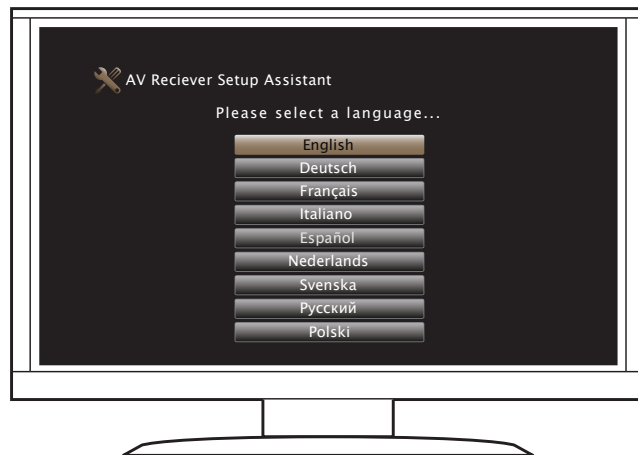 AV Reciever Setup Assistant
Please select a language...
English
Deutsch
Français
Italiano
Español
Nederlands
Svenska
Русский
Polski